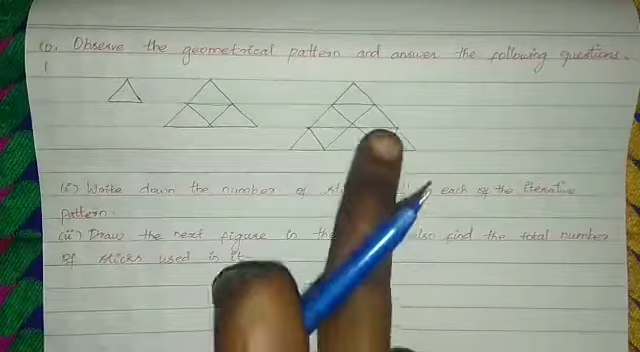 10. Observe the geometrical pattern and answer the following questions.
(i) Write down the number of each of the iterative
pattern.
(ii) Draw the next figure in the also find the total number
of sticks used in it